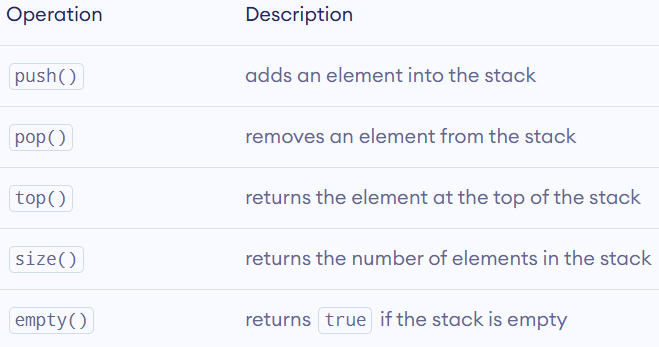 Operation Description
push() adds an element into the stack
pop() removes an element from the stack
top() returns the element at the top of the stack
size() returns the number of elements in the stack
empty() returns true if the stack is empty